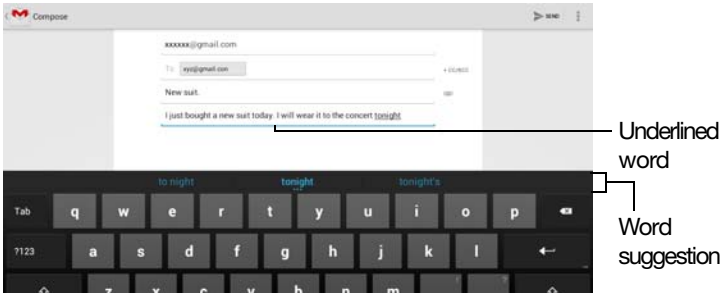 Compose
SEND
xxxxxx@gmail.com
To xyz@gmail.com
+ CC/BCC
New suit.
I just bought a new suit today. I will wear it to the concert tonight
Underlined
word
to night tonight tonight's
Word
suggestion
Tab q w e r t y u i o p
?123 a s d f g h j k l
z x c v b n m